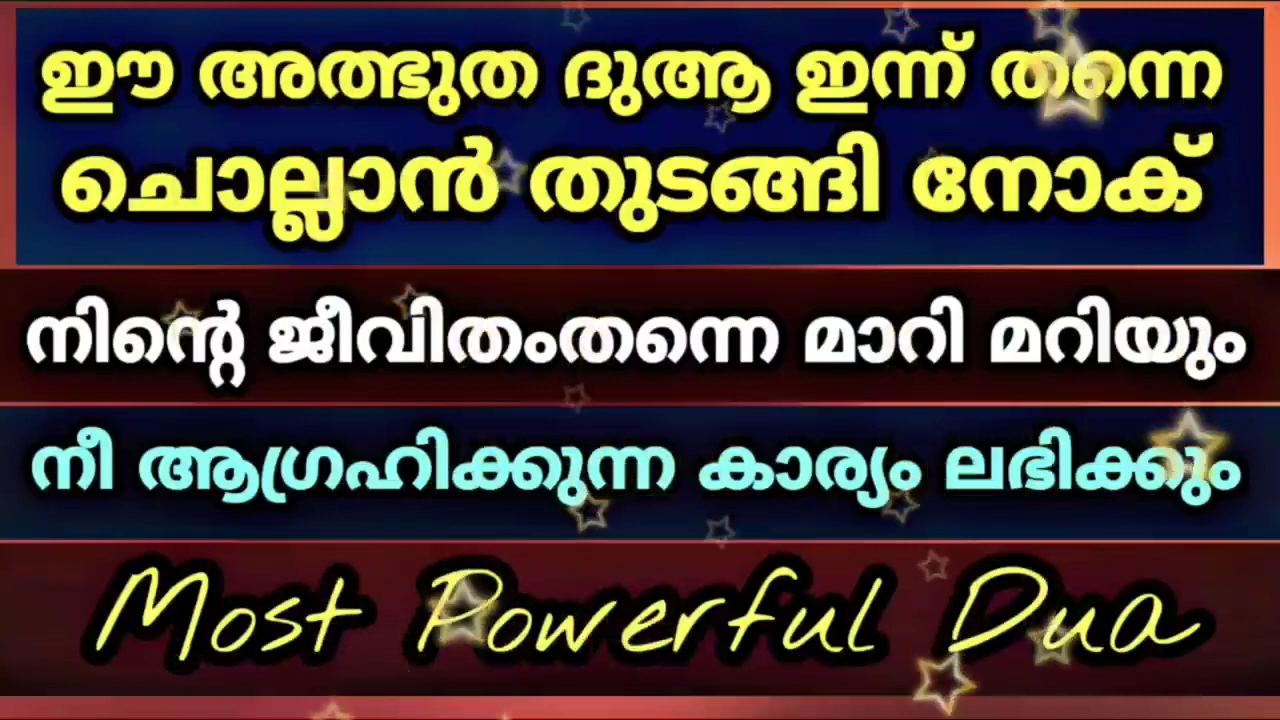 ഈ അത്ഭുത ദുആ ഇന്ന് തന്നെ
ചൊല്ലാൻ തുടങ്ങി നോക്
നിന്റെ ജീവിതംതന്നെ മാറി മറിയും
നീ ആഗ്രഹിക്കുന്ന കാര്യം ലഭിക്കും
Most Powerful Dua